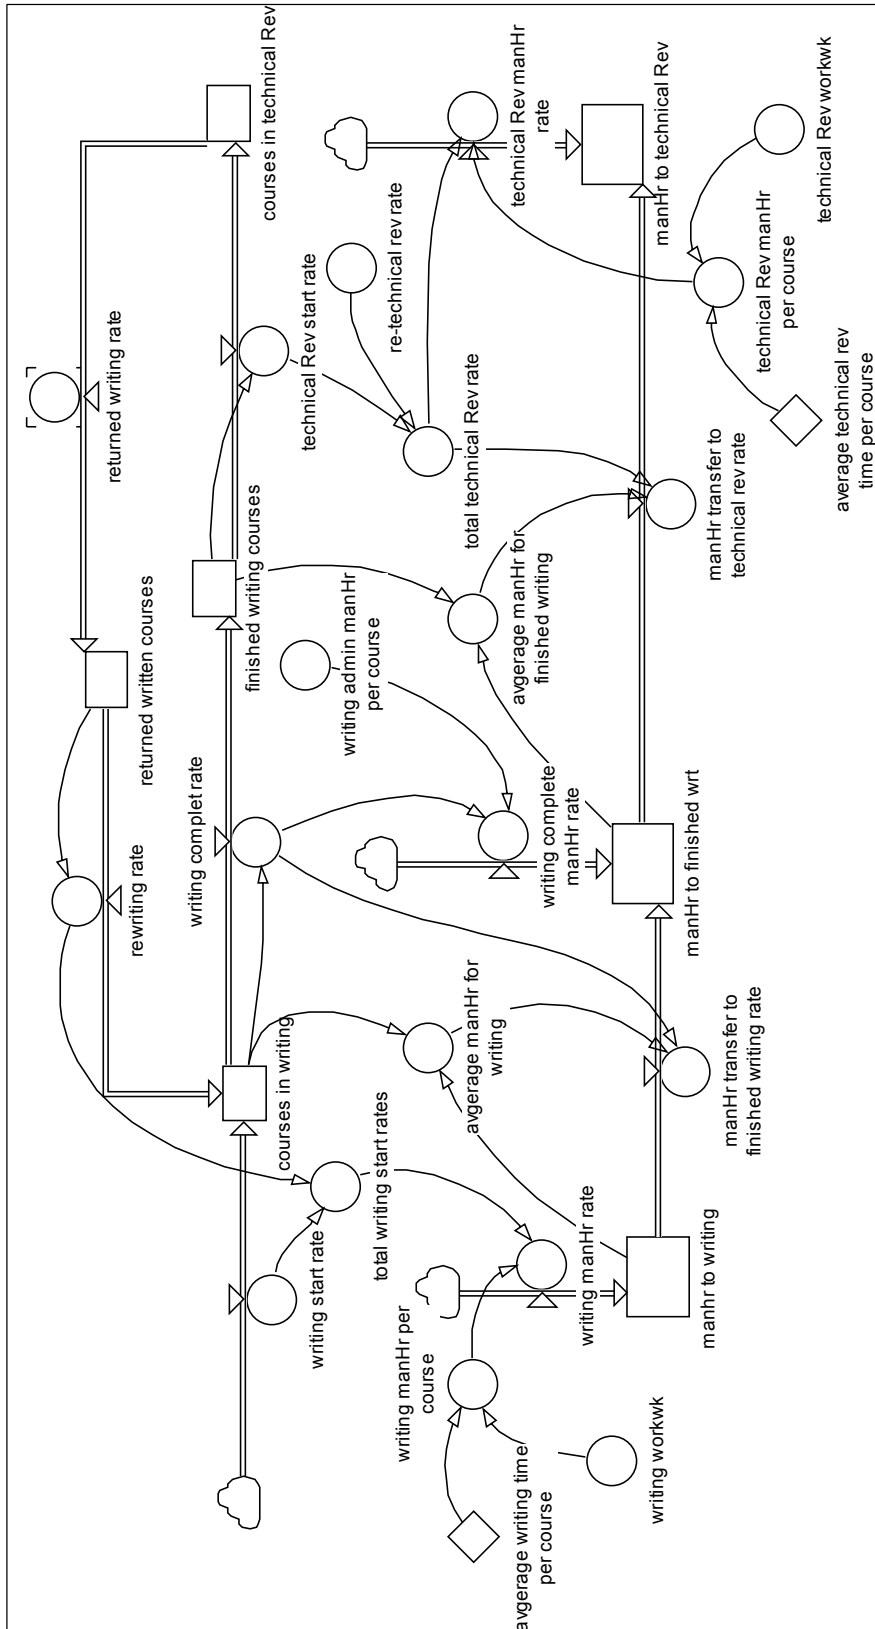 returned writing rate
courses in technical Rev
returned written courses
rewriting rate
finished writing courses
technical Rev start rate
writing complet rate
courses in writing
writing start rate
re-technical rev rate
technical Rev manHr
rate
total technical Rev rate
writing admin manHr
per course
avgerage manHr for
finished writing
writing complete
manHr rate
avgerage manHr for
writing
total writing start rates
writing manHr per
course
writing manHr rate
manHr to technical Rev
manHr transfer to
technical rev rate
manHr to finished wrt
manHr transfer to
finished writing rate
manhr to writing
avgerage writing time
per course
writing workwk
technical Rev workwk
technical Rev manHr
per course
average technical rev
time per course